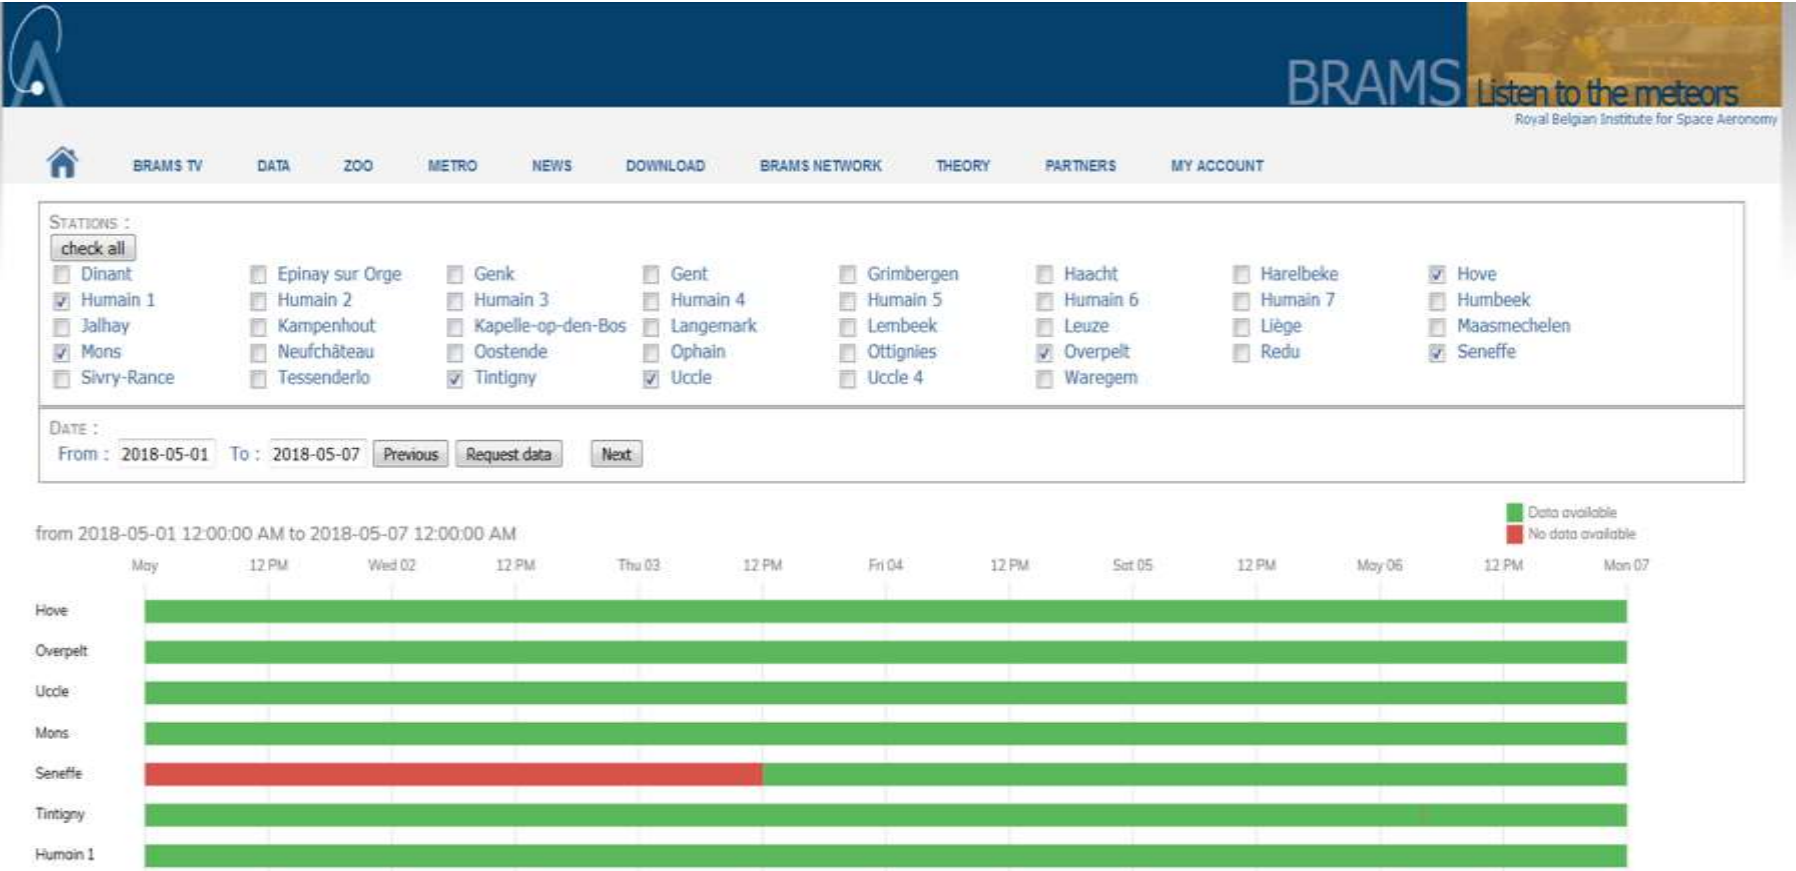 BRAMS Listen to the meteors
Royal Belgian Institute for Space Aeronomy
BRAMS TV DATA ZOO METRO NEWS DOWNLOAD BRAMS NETWORK THEORY PARTNERS MY ACCOUNT
STATIONS :
check all
Dinant Epinay sur Orge Genk Gent Grimbergen Haacht Harelbeke Hove
Humain 1 Humain 2 Humain 3 Humain 4 Humain 5 Humain 6 Humain 7 Humbeek
Jalhay Kampenhout Kapelle-op-den-Bos Langemark Lembeek Leuze Liège Maasmechelen
Mons Neufchâteau Oostende Ophain Ottignies Overpelt Redu Seneffe
Sivry-Rance Tessenderlo Tintigny Uccle Uccle 4 Waregem
DATE :
From : 2018-05-01 To : 2018-05-07 Previous Request data Next
Data available
No data available
from 2018-05-01 12:00:00 AM to 2018-05-07 12:00:00 AM
May 12 PM Wed 02 12 PM Thu 03 12 PM Fri 04 12 PM Sat 05 12 PM May 06 12 PM Mon 07
Hove
Overpelt
Uccle
Mons
Seneffe
Tintigny
Humain 1